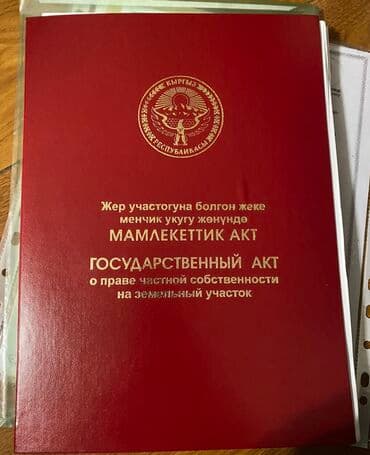 КЫРГЫЗ
РЕСПУБЛИКАСЫ
Жер участогуна болгон жеке
менчик укугу жөнүндө
МАМЛЕКЕТТИК АКТ
ГОСУДАРСТВЕННЫЙ АКТ
о праве частной собственности
на земельный участок